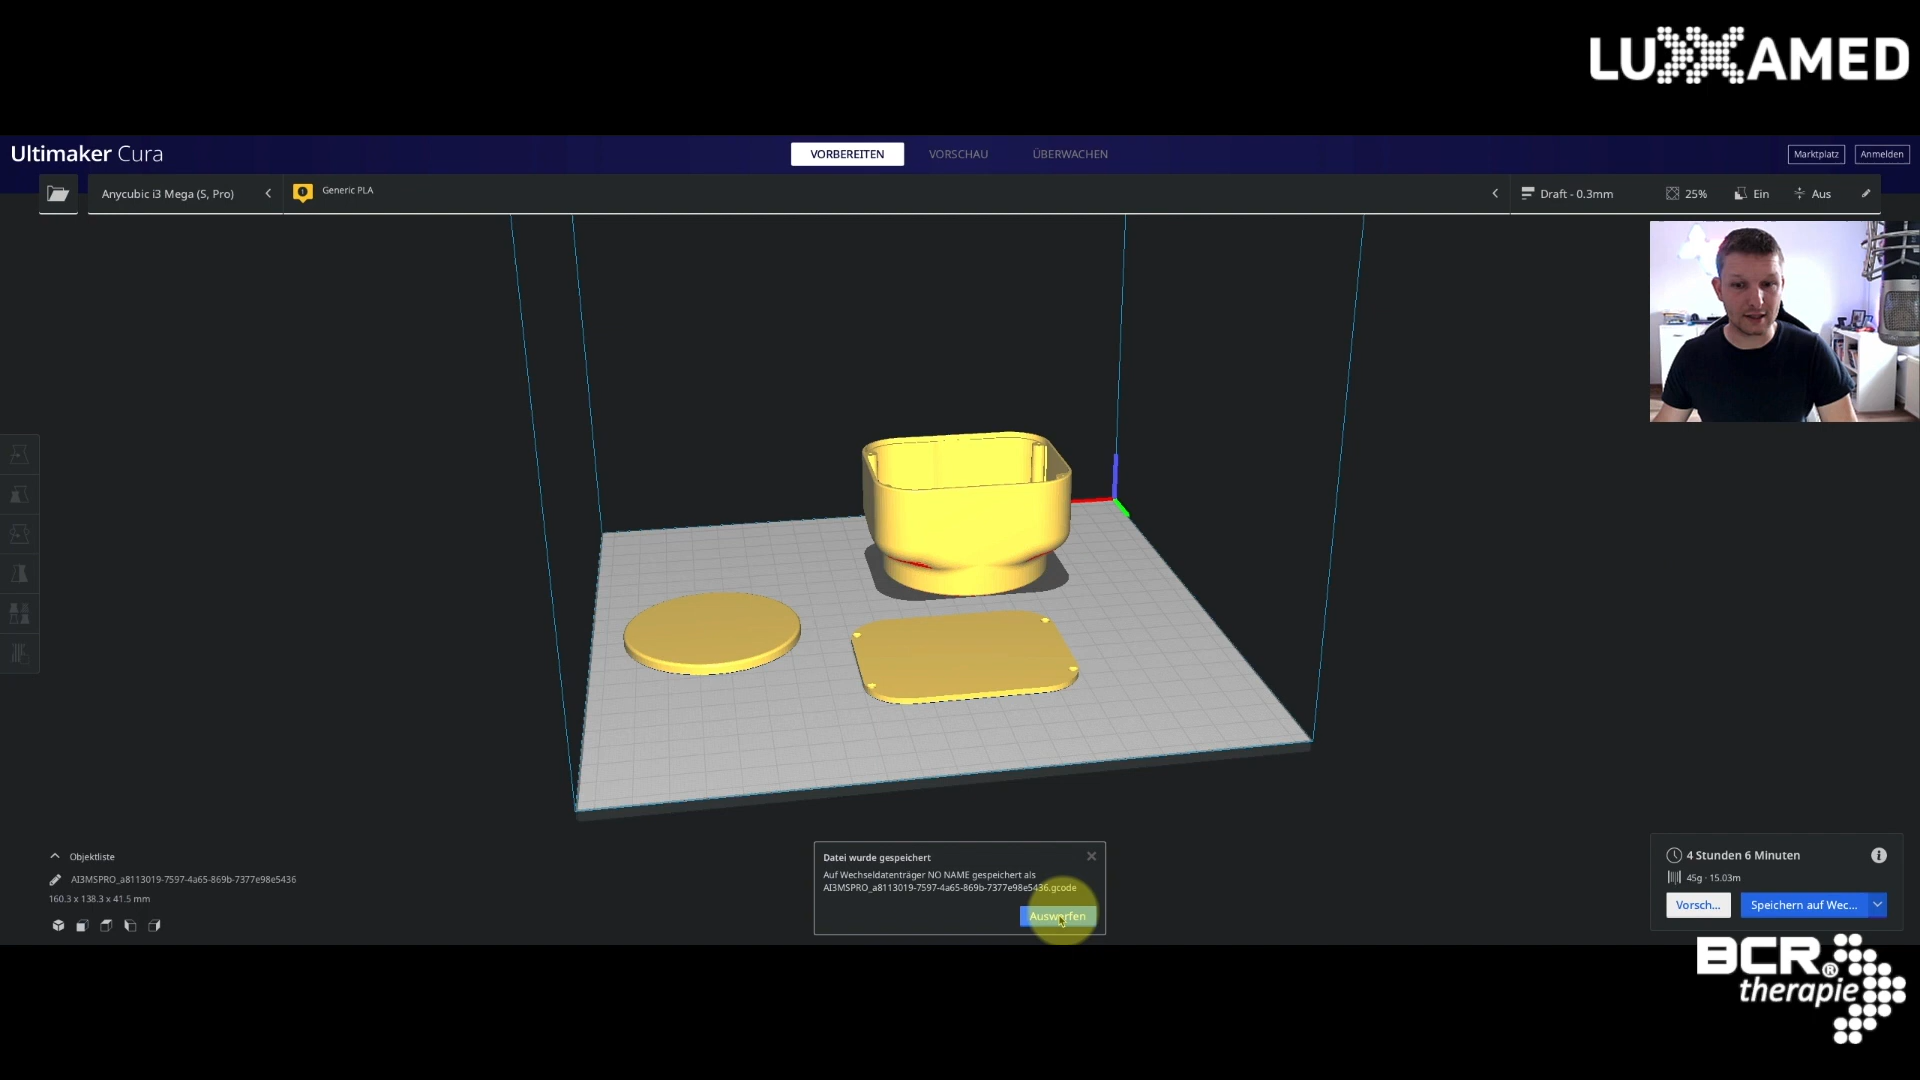 LUXXAMED
Ultimaker Cura
VORBEREITEN
VORSCHAU
ÜBERWACHEN
Marktplatz
Anmelden
Anycubic i3 Mega (S, Pro)
Generic PLA
Draft - 0.3mm
25%
Ein
Aus
Objektliste
AI3MSPRO_a8113019-7597-4a65-869b-7377e98e5436
160.3 x 138.3 x 41.5 mm
Datei wurde gespeichert
Auf Wechseldatenträger NO NAME gespeichert als
AI3MSPRO_a8113019-7597-4a65-869b-7377e98e5436.gcode
Auswerfen
4 Stunden 6 Minuten
45g · 15.03m
Vorsch...
Speichern auf Wec...
BCR®
therapie